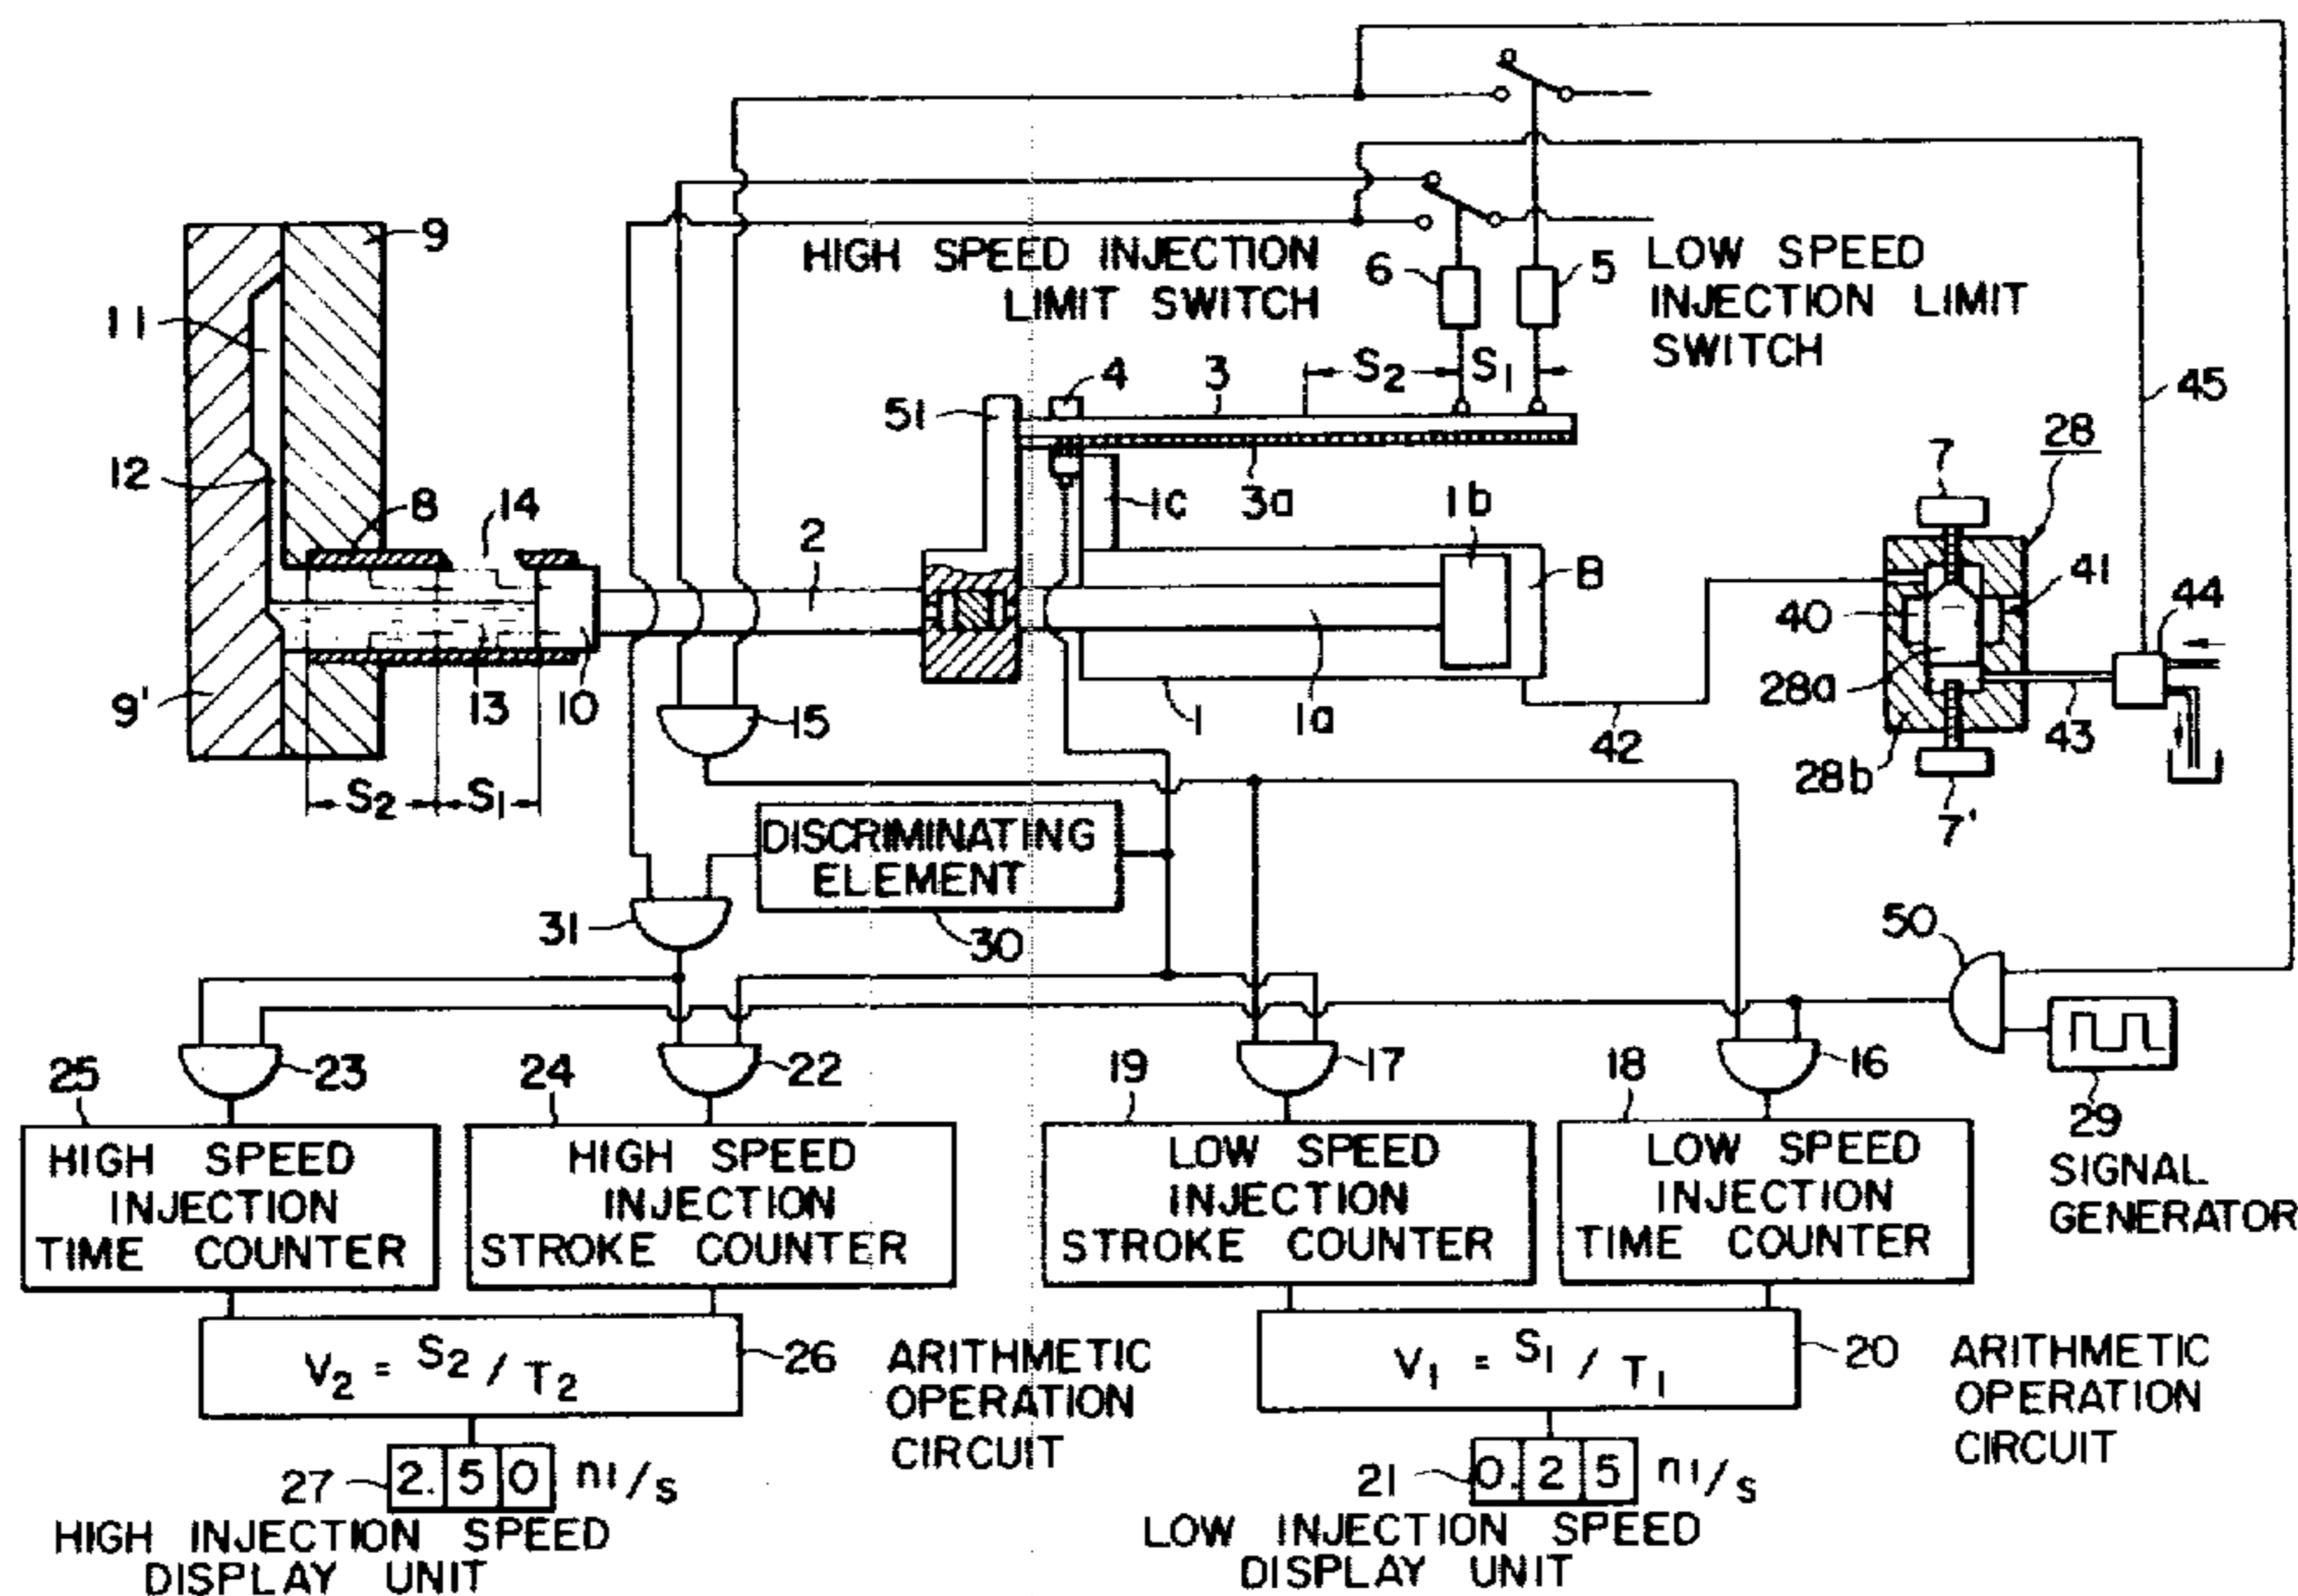 HIGH SPEED INJECTION
LIMIT SWITCH
LOW SPEED
INJECTION LIMIT
SWITCH
6
5
9
11
12
8
14
2
51
4
3
S2
S1
1c
3a
1b
B
45
28
7
41
44
40
28a
43
28b
7'
42
9'
13
10
15
1
1a
S2
S1
DISCRIMINATING
ELEMENT
31
30
50
25
23
24
22
19
17
18
16
29
SIGNAL
GENERATOR
HIGH SPEED
INJECTION
TIME COUNTER
HIGH SPEED
INJECTION
STROKE COUNTER
LOW SPEED
INJECTION
STROKE COUNTER
LOW SPEED
INJECTION
TIME COUNTER
V2 = S2 / T2
26
ARITHMETIC
OPERATION
CIRCUIT
V1 = S1 / T1
20
ARITHMETIC
OPERATION
CIRCUIT
27
2.50 m/s
HIGH INJECTION SPEED
DISPLAY UNIT
21
0.25 m/s
LOW INJECTION SPEED
DISPLAY UNIT